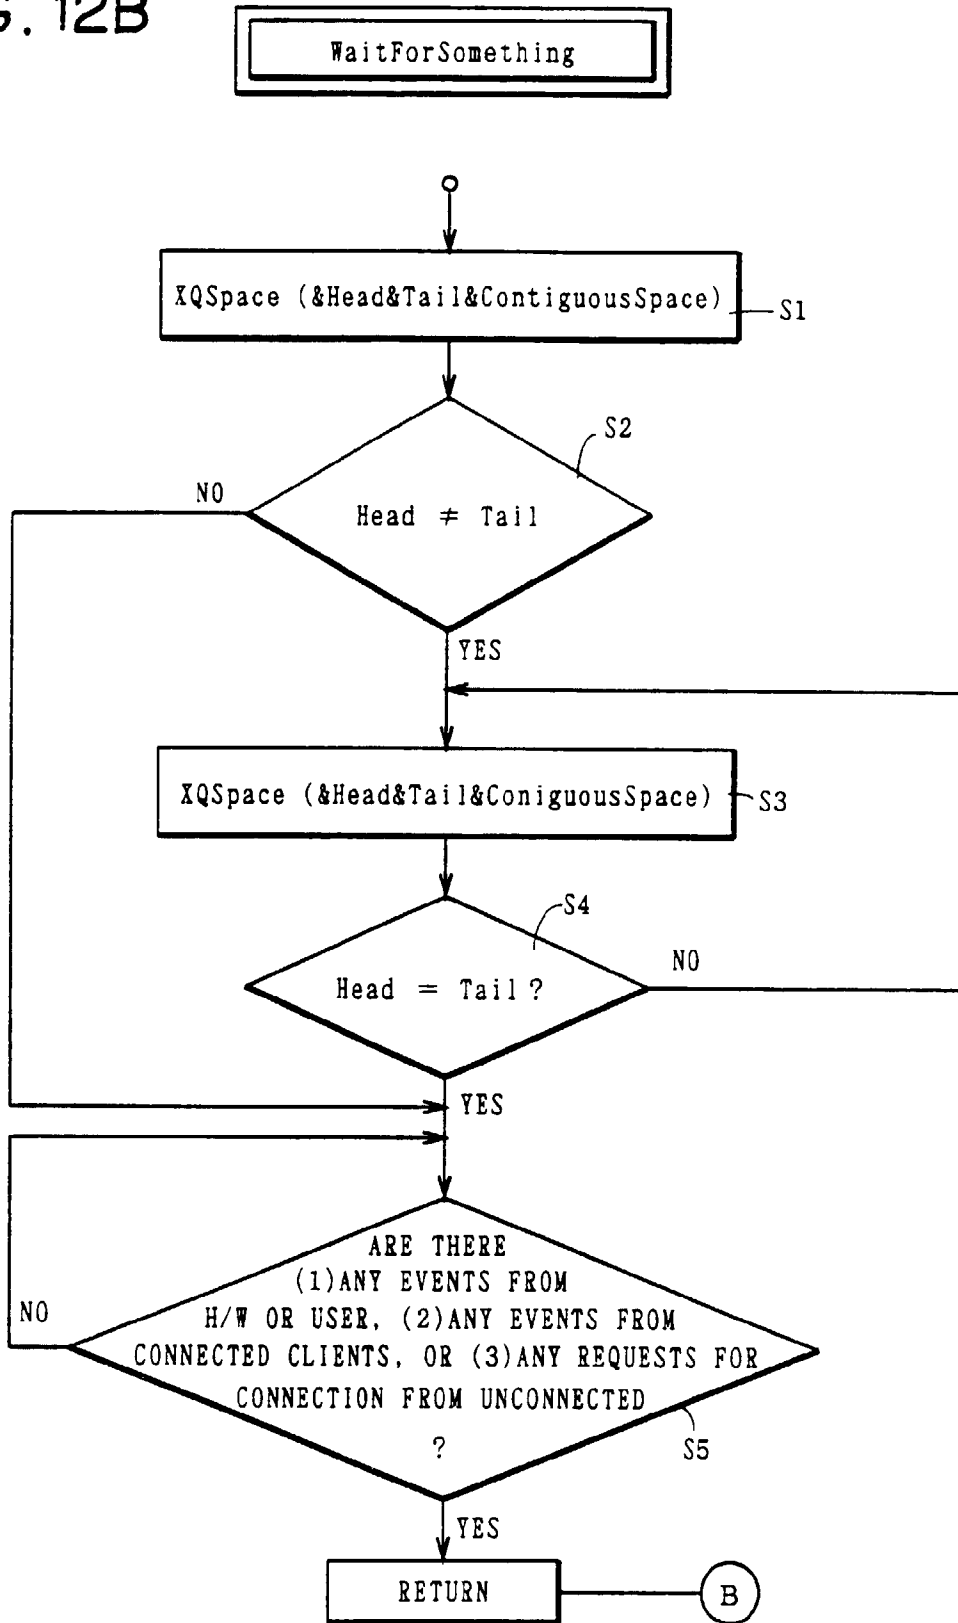 G. 12B
WaitForSomething
XQSpace (&Head&Tail&ContiguousSpace)
S1
S2
NO
Head ≠ Tail
YES
XQSpace (&Head&Tail&ConiguousSpace)
S3
S4
NO
Head = Tail?
YES
ARE THERE
(1)ANY EVENTS FROM
NO
H/W OR USER, (2)ANY EVENTS FROM
CONNECTED CLIENTS, OR (3)ANY REQUESTS FOR
CONNECTION FROM UNCONNECTED
?
S5
YES
RETURN
B